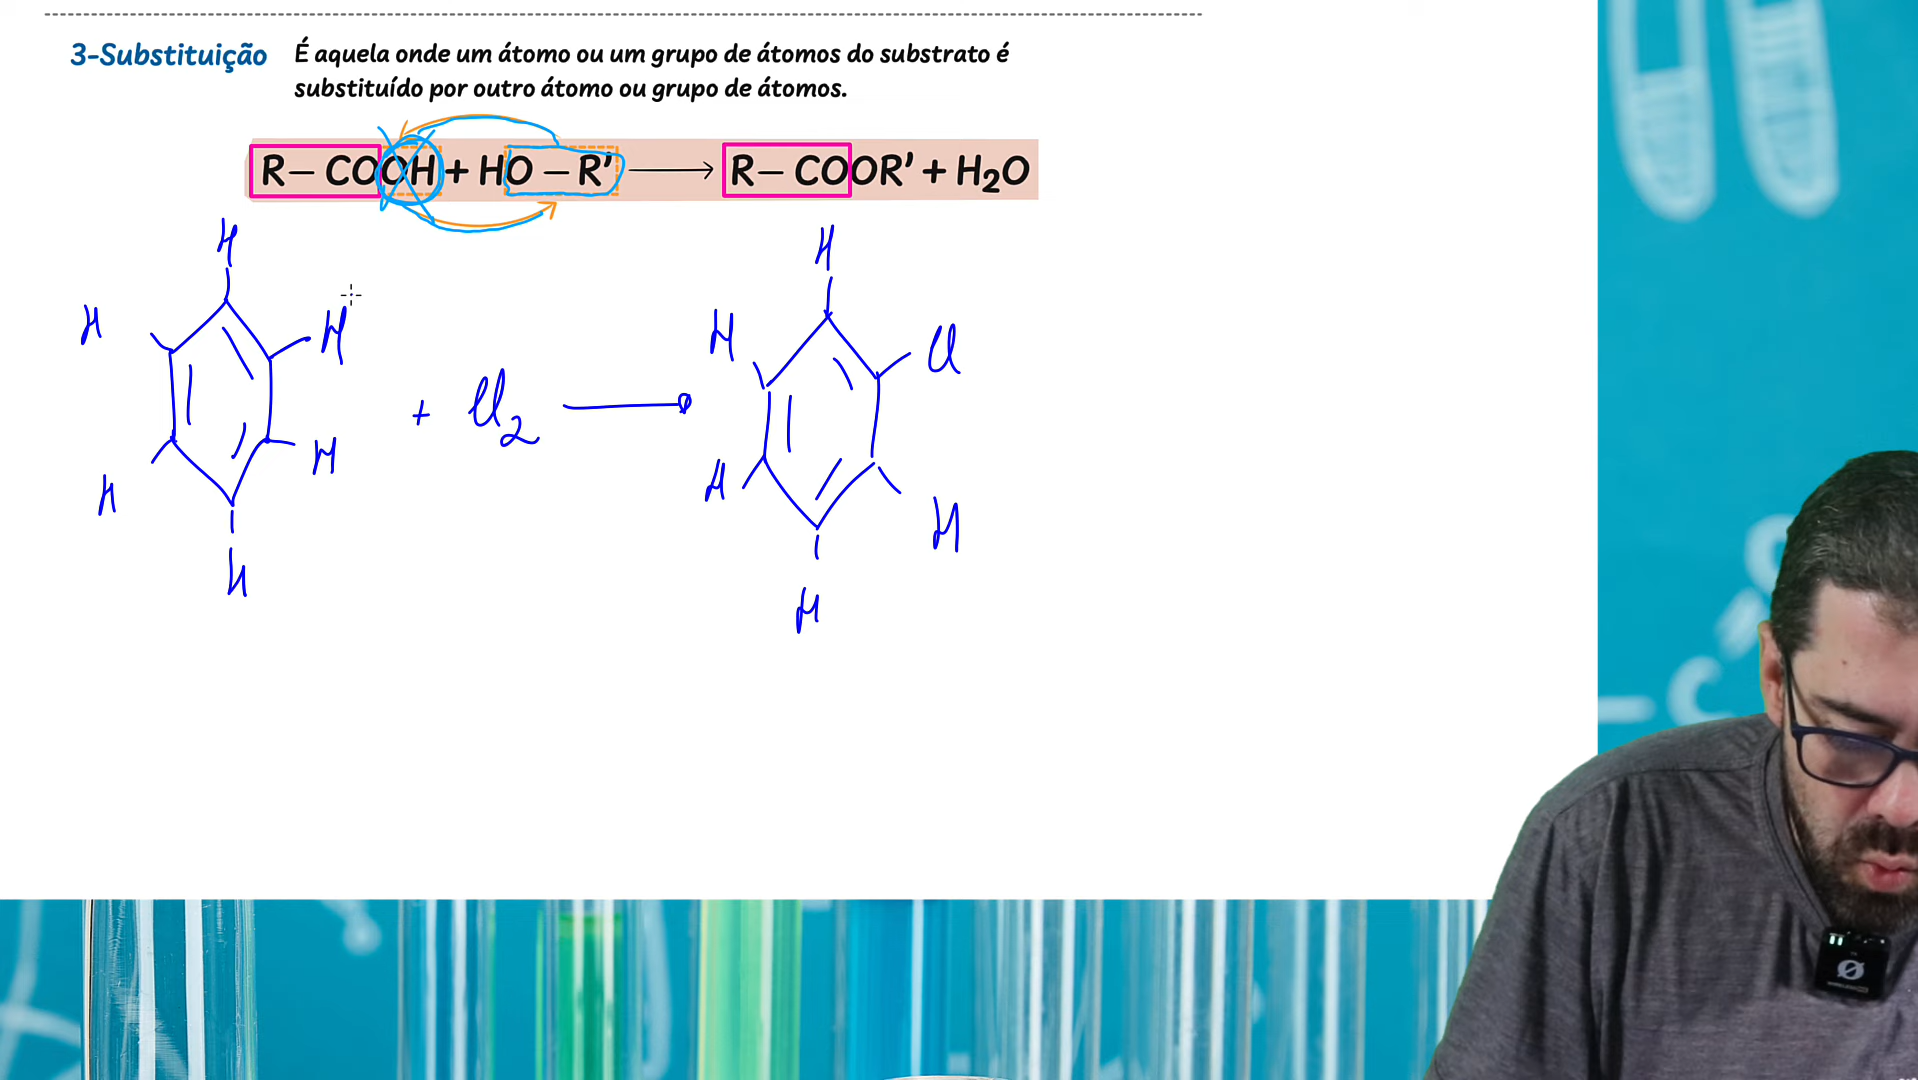 3-Substituição
É aquela onde um átomo ou um grupo de átomos do substrato é
substituído por outro átomo ou grupo de átomos.
R – COOH + HO – R' ⟶ R – COOR' + H₂O
H
H
H
H
H
H
+ Cl₂ ⟶
H
H
Cl
H
H
H
-C